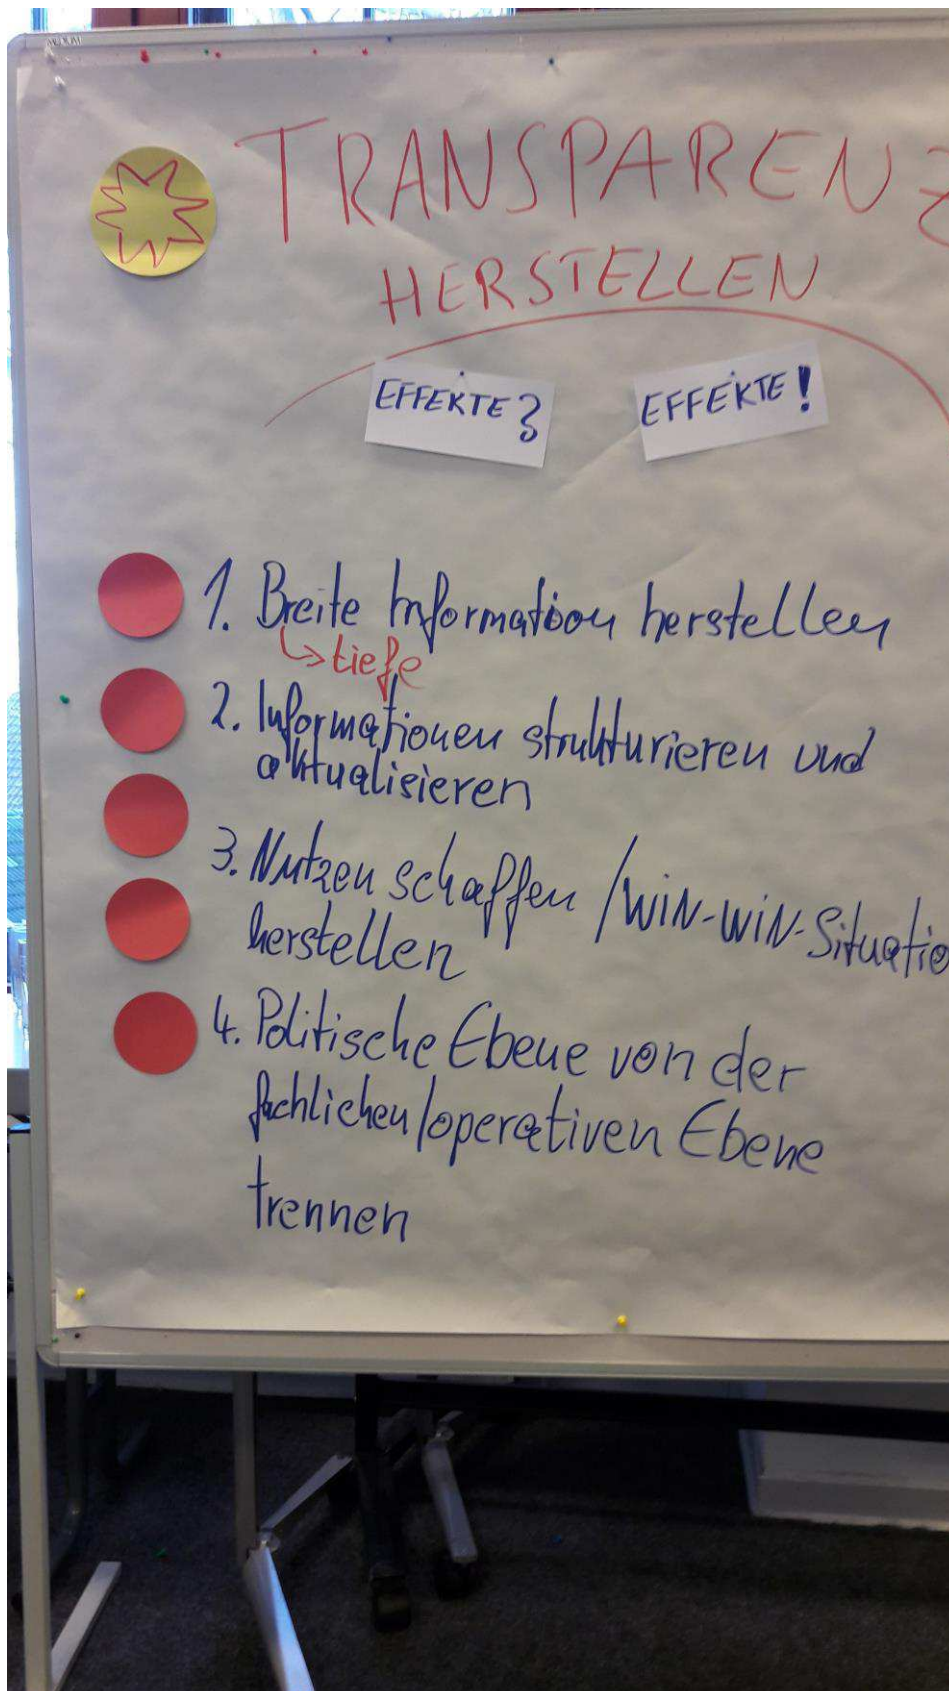 TRANSPARENZ
HERSTELLEN
EFFEKTE?
EFFEKTE!
1. Breite Information herstellen
↳ tiefe
2. Informationen strukturieren und
aktualisieren
3. Nutzen schaffen / WIN-WIN-Situatio
herstellen
4. Politische Ebene von der
fachlichen/operativen Ebene
trennen